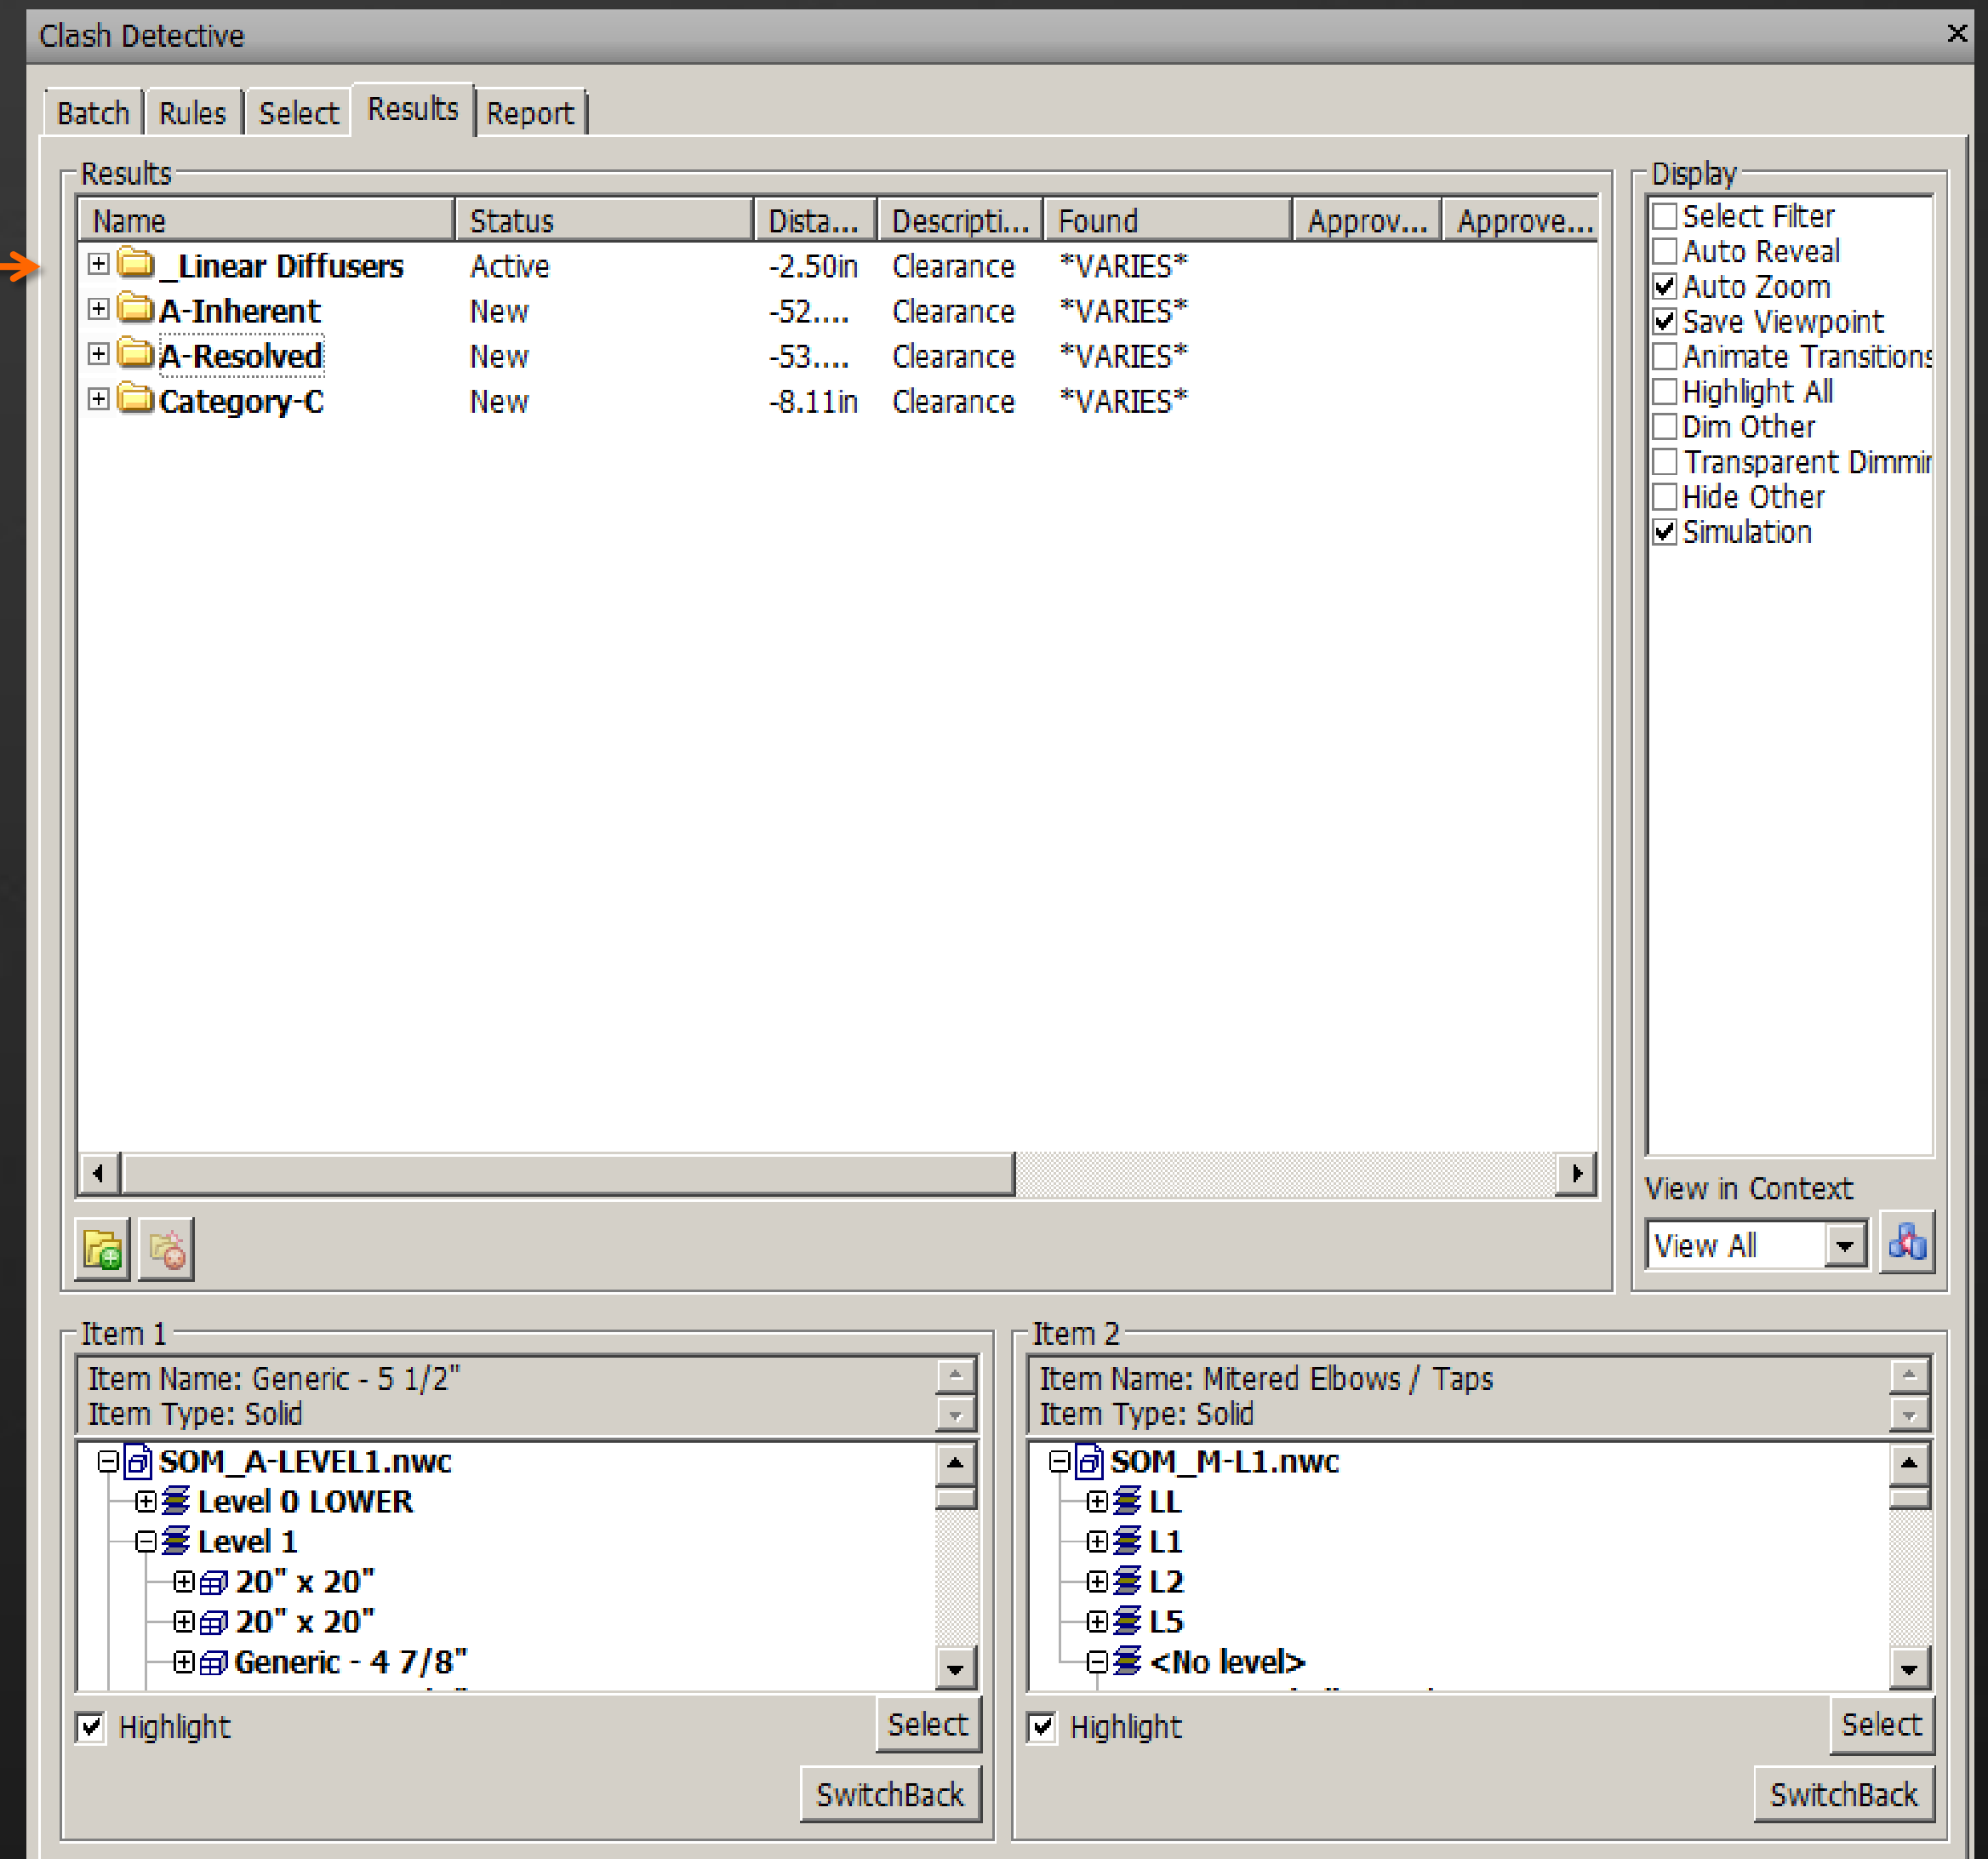 Clash Detective
Batch Rules Select Results Report
Results
Name Status Dista... Descripti... Found Approv... Approve...
_Linear Diffusers Active -2.50in Clearance *VARIES*
A-Inherent New -52.... Clearance *VARIES*
A-Resolved New -53.... Clearance *VARIES*
Category-C New -8.11in Clearance *VARIES*
Display
Select Filter
Auto Reveal
Auto Zoom
Save Viewpoint
Animate Transitions
Highlight All
Dim Other
Transparent Dimmin
Hide Other
Simulation
View in Context
View All
Item 1
Item Name: Generic - 5 1/2"
Item Type: Solid
SOM_A-LEVEL1.nwc
Level 0 LOWER
Level 1
20" x 20"
20" x 20"
Generic - 4 7/8"
Highlight
Select
SwitchBack
Item 2
Item Name: Mitered Elbows / Taps
Item Type: Solid
SOM_M-L1.nwc
LL
L1
L2
L5
<No level>
Highlight
Select
SwitchBack